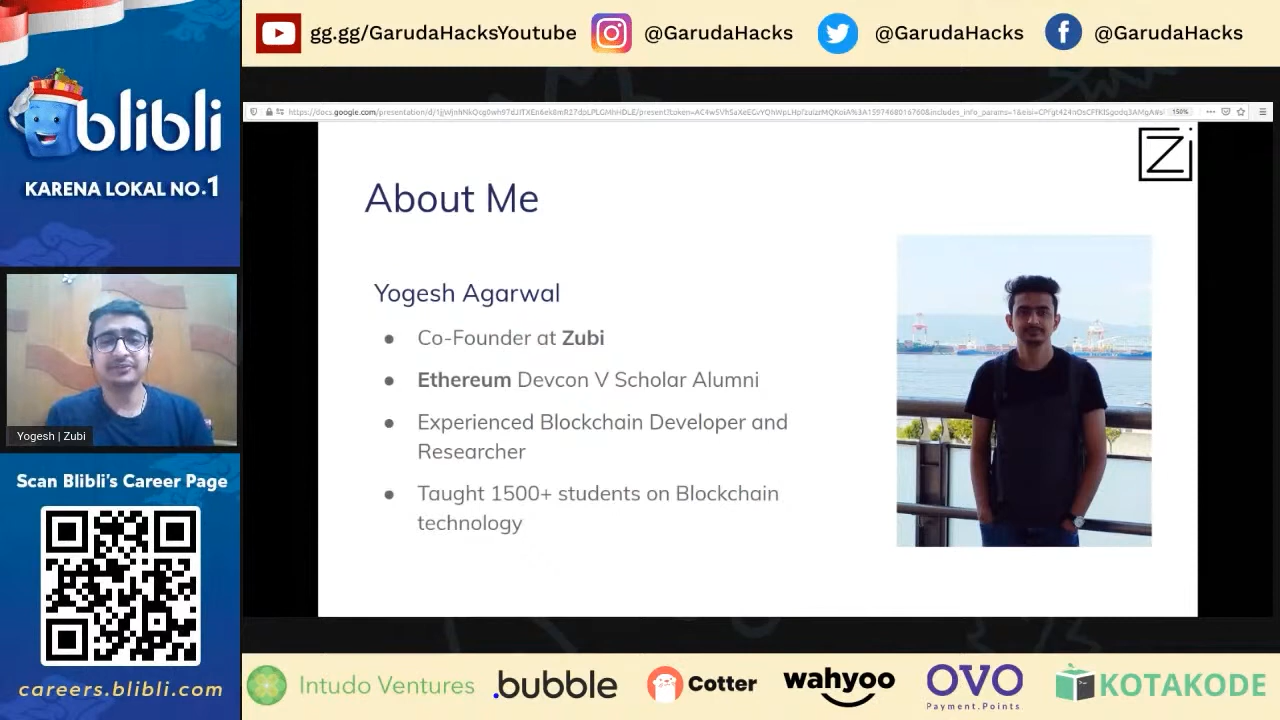 gg.gg/GarudaHacksYoutube @GarudaHacks @GarudaHacks @GarudaHacks
blibli
KARENA LOKAL NO.1
150%
Zi
About Me
Yogesh Agarwal
● Co-Founder at Zubi
● Ethereum Devcon V Scholar Alumni
● Experienced Blockchain Developer and
Researcher
● Taught 1500+ students on Blockchain
technology
Yogesh | Zubi
Scan Blibli's Career Page
careers.blibli.com
Intudo Ventures .bubble Cotter wahyoo OVO KOTAKODE
Payment.Points